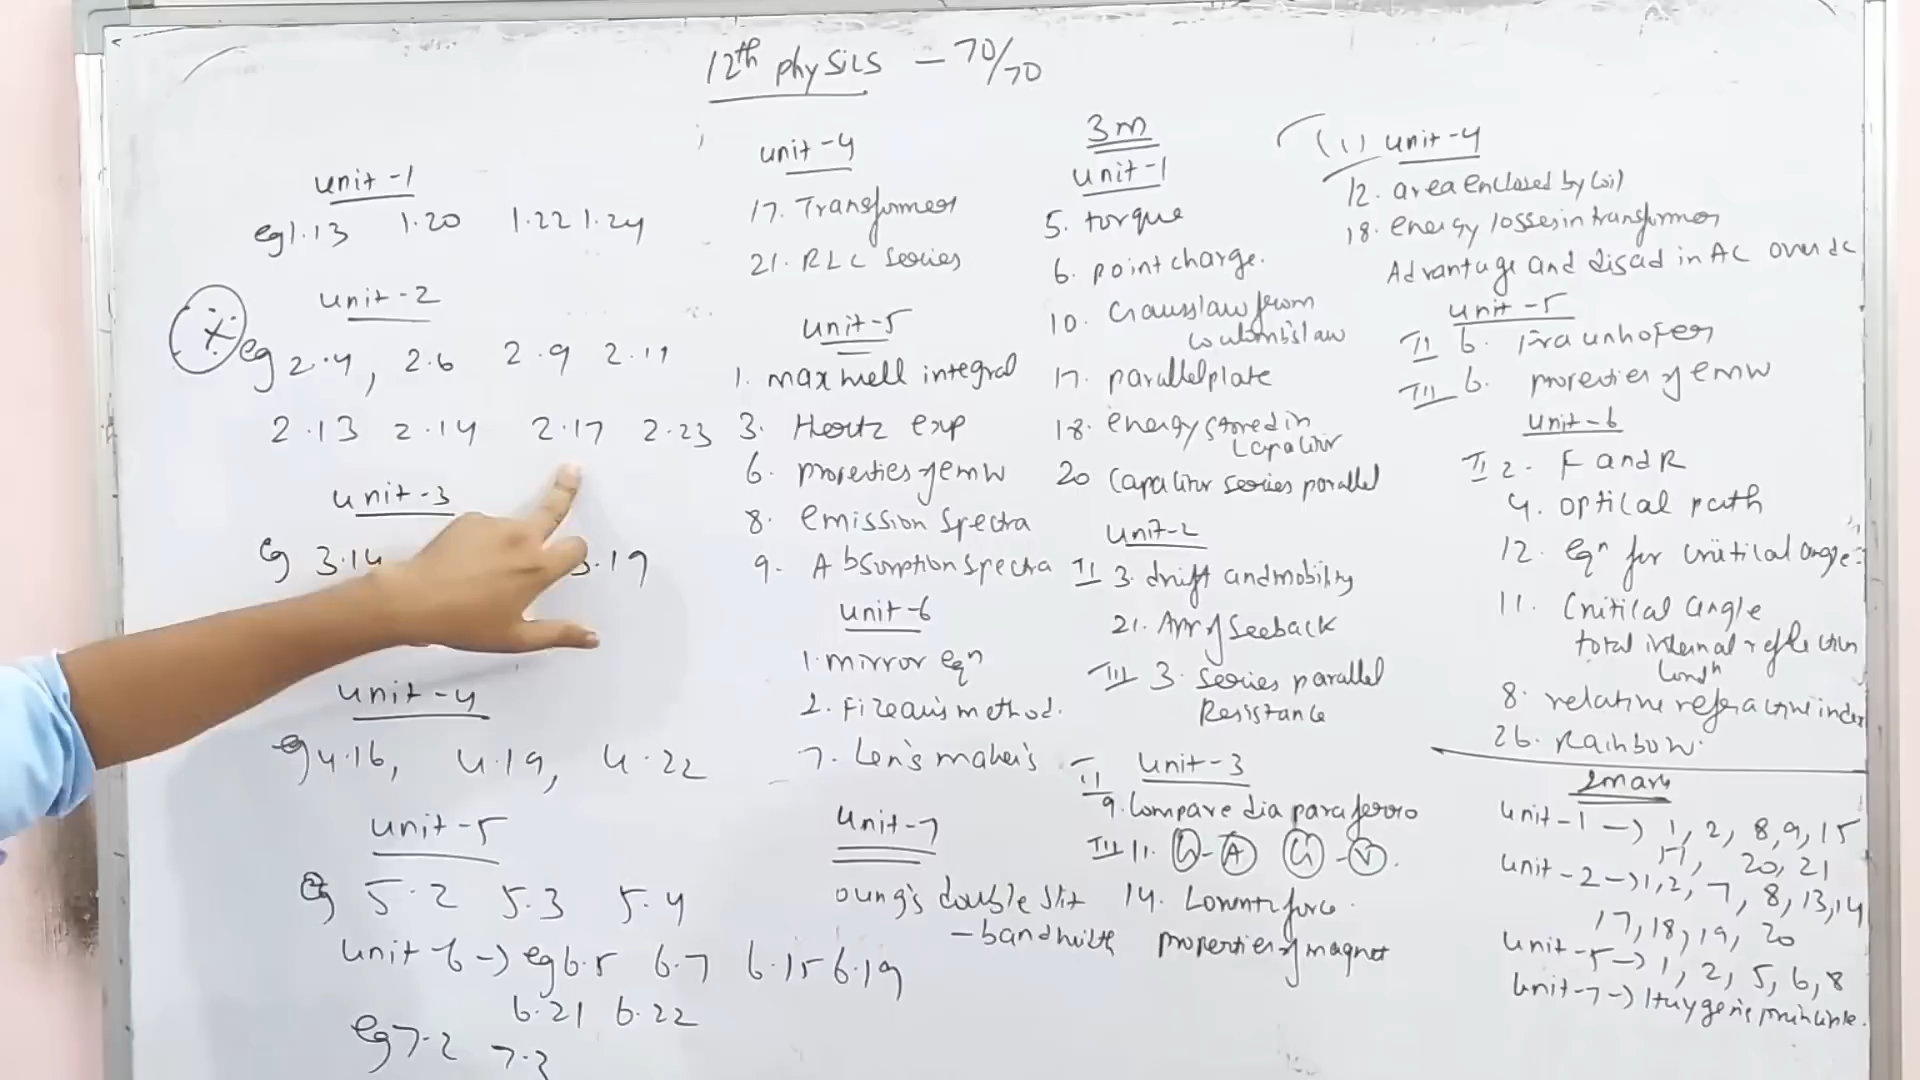 12th physics - 70/70
unit-1
eg 1.13 1.20 1.22 1.24
unit-2
eg 2.4, 2.6 2.9 2.11
2.13 2.14 2.17 2.23
unit-3
eg 3.14 3.19
unit-4
eg 4.16, 4.19, 4.22
unit-5
eg 5.2 5.3 5.4
unit-6 → eg 6.5 6.7 6.15 6.19
6.21 6.22
eg 7.2 7.3
unit-4
17. Transformer
21. RLC Series
unit-5
1. maxwell integral
3. Hertz exp
6. properties of emw
8. emission spectra
9. Absorption spectra
unit-6
1. mirror eqn
2. Fizeau's method.
7. Len's maker's
unit-7
oung's double slit
- bandwidth
3m
unit-1
5. torque
6. point charge.
10. Gauss law from
coulomb's law
17. parallel plate
18. energy stored in
capacitor
20 capacitor series parallel
unit-2
II 3. drift and mobility
21. App of Seeback
III 3. Series parallel
Resistance
unit-3
II
9. Compare dia para ferro
III 11. G-A G-V.
14. Lorentz force.
properties of magnet
(1) unit-4
12. area enclosed by coil
18. energy losses in transformer
Advantage and disad in AC over dc
unit-5
II 6. Fraunhofer
III 6. properties of emw
unit-6
II 2. F and R
4. optical path
12. eqn for critical angle
11. Critical angle
total internal reflection
condn
8. relative refractive index
26. Rainbow.
2mark
unit-1 → 1, 2, 8, 9, 15
17, 20, 21
unit-2 → 1, 2, 7, 8, 13, 14
17, 18, 19, 20
unit-5 → 1, 2, 5, 6, 8
unit-7 → Huygen's principle.